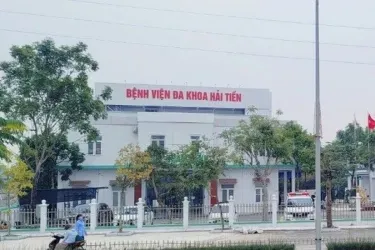 BỆNH VIỆN ĐA KHOA HẢI TIẾN